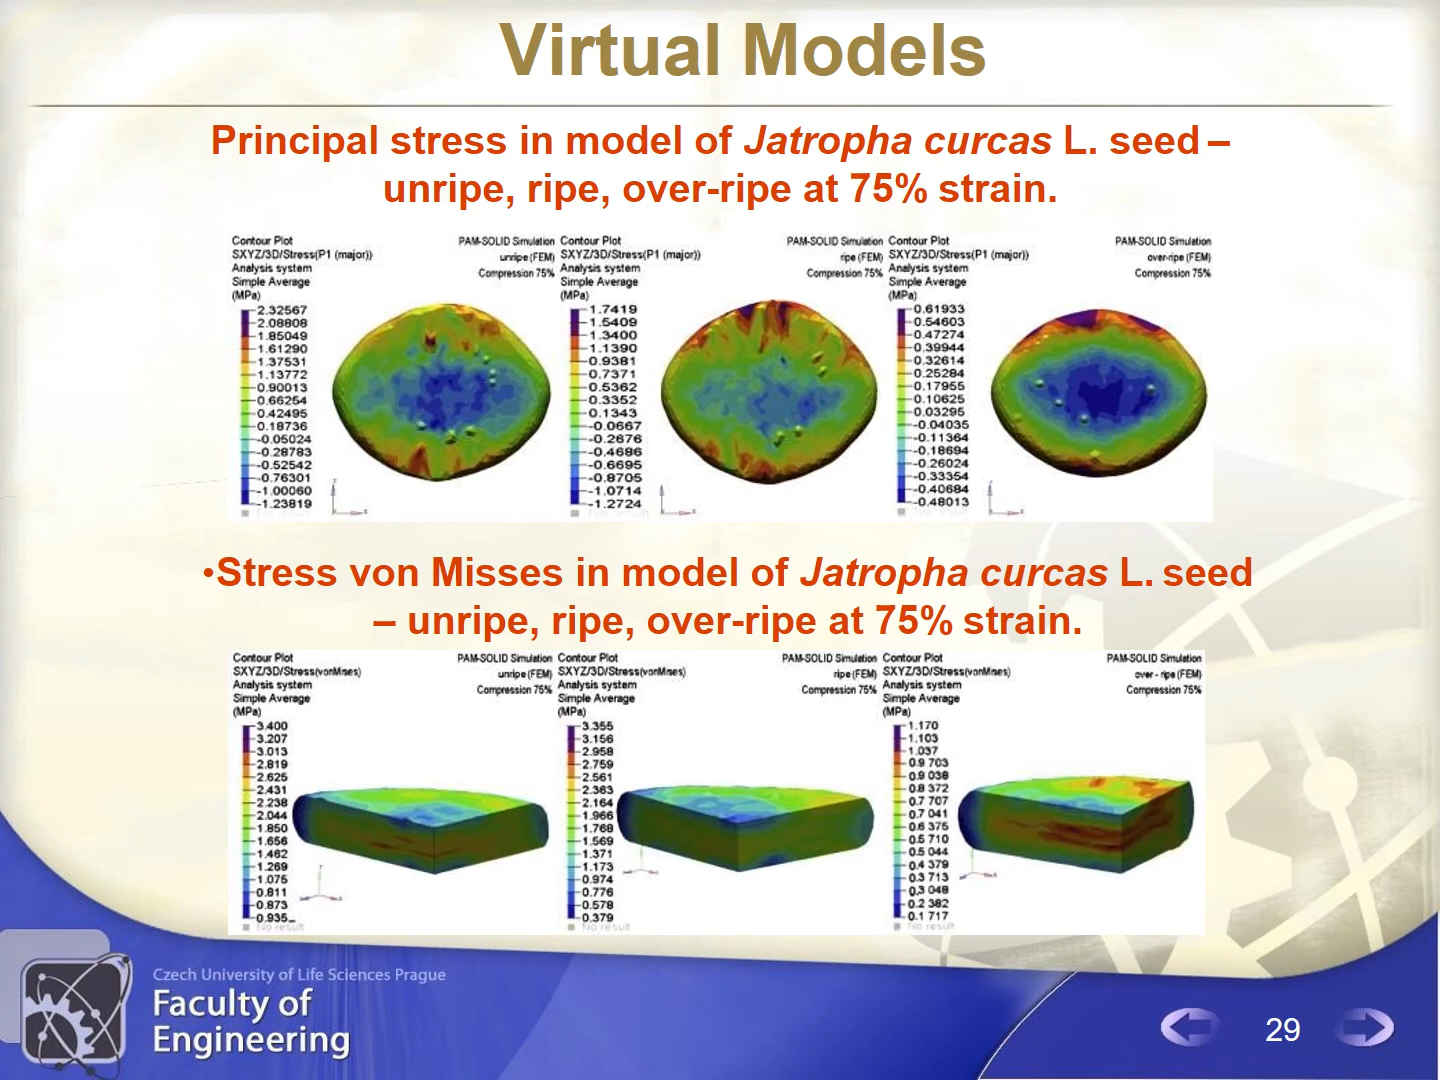 Virtual Models
Principal stress in model of Jatropha curcas L. seed –
unripe, ripe, over-ripe at 75% strain.
Contour Plot
SXYZ/3D/Stress(P1 (major))
Analysis system
Simple Average
(MPa)
PAM-SOLID Simulation
unripe (FEM)
Compression 75%
2.32567
2.08808
1.85049
1.61290
1.37531
1.13772
0.90013
0.66254
0.42495
0.18736
-0.05024
-0.28783
-0.52542
-0.76301
-1.00060
-1.23819
Contour Plot
SXYZ/3D/Stress(P1 (major))
Analysis system
Simple Average
(MPa)
PAM-SOLID Simulation
ripe (FEM)
Compression 75%
1.7419
1.5409
1.3400
1.1390
0.9381
0.7371
0.5362
0.3352
0.1343
-0.0667
-0.2676
-0.4686
-0.6695
-0.8705
-1.0714
-1.2724
Contour Plot
SXYZ/3D/Stress(P1 (major))
Analysis system
Simple Average
(MPa)
PAM-SOLID Simulation
over-ripe (FEM)
Compression 75%
0.61933
0.54603
0.47274
0.39944
0.32614
0.25284
0.17955
0.10625
0.03295
-0.04035
-0.11364
-0.18694
-0.26024
-0.33354
-0.40684
-0.48013
•Stress von Misses in model of Jatropha curcas L. seed
– unripe, ripe, over-ripe at 75% strain.
Contour Plot
SXYZ/3D/Stress(vonMises)
Analysis system
Simple Average
(MPa)
PAM-SOLID Simulation
unripe (FEM)
Compression 75%
3.400
3.207
3.013
2.819
2.625
2.431
2.238
2.044
1.850
1.656
1.462
1.269
1.075
0.811
0.873
0.935
No result
Contour Plot
SXYZ/3D/Stress(vonMises)
Analysis system
Simple Average
(MPa)
PAM-SOLID Simulation
ripe (FEM)
Compression 75%
3.355
3.156
2.958
2.759
2.561
2.363
2.164
1.966
1.768
1.569
1.371
1.173
0.974
0.776
0.578
0.379
No result
Contour Plot
SXYZ/3D/Stress(vonMises)
Analysis system
Simple Average
(MPa)
PAM-SOLID Simulation
over - ripe (FEM)
Compression 75%
1.170
1.103
1.037
0.9 703
0.9 038
0.8 372
0.7 707
0.7 041
0.6 375
0.5 710
0.5 044
0.4 379
0.3 713
0.3 048
0.2 382
0.1 717
No result
Czech University of Life Sciences Prague
Faculty of
Engineering
29